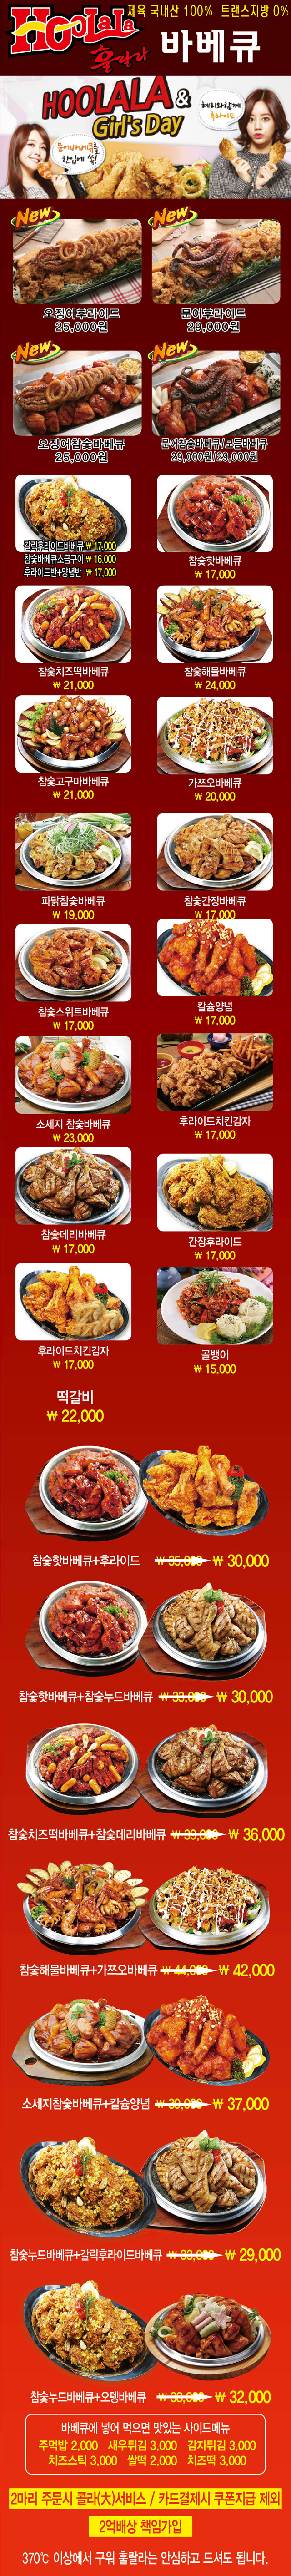 제육 국내산 100% 트랜스지방 0%
HOOLALA
훌랄라 바베큐
HOOLALA &
Girl's Day
한입에 쏙!
혜리와 함께
후라이드
New New
오징어후라이드
25,000원
문어후라이드
29,000원
New New
오징어참숯바베큐
25,000원
문어참숯바베큐/모듬바베큐
29,000원/29,000원
갈릭후라이드바베큐 ₩ 17,000
참숯바베큐소금구이 ₩ 16,000
후라이드반+양념반 ₩ 17,000
참숯핫바베큐
₩ 17,000
참숯치즈떡바베큐
₩ 21,000
참숯해물바베큐
₩ 24,000
참숯고구마바베큐
₩ 21,000
가쯔오바베큐
₩ 20,000
파닭참숯바베큐
₩ 19,000
참숯간장바베큐
₩ 17,000
참숯스위트바베큐
₩ 17,000
칼슘양념
₩ 17,000
소세지 참숯바베큐
₩ 23,000
후라이드치킨감자
₩ 17,000
참숯데리바베큐
₩ 17,000
간장후라이드
₩ 17,000
후라이드치킨감자
₩ 17,000
골뱅이
₩ 15,000
떡갈비
₩ 22,000
참숯핫바베큐+후라이드 ₩ 35,000 ₩ 30,000
참숯핫바베큐+참숯누드바베큐 ₩ 33,000 ₩ 30,000
참숯치즈떡바베큐+참숯데리바베큐 ₩ 39,000 ₩ 36,000
참숯해물바베큐+가쯔오바베큐 ₩ 44,000 ₩ 42,000
소세지참숯바베큐+칼슘양념 ₩ 37,000
참숯누드바베큐+갈릭후라이드바베큐 ₩ 33,000 ₩ 29,000
참숯누드바베큐+오뎅바베큐 ₩ 32,000
바베큐에 넣어 먹으면 맛있는 사이드메뉴
주먹밥 2,000 새우튀김 3,000 감자튀김 3,000
치즈스틱 3,000 쌀떡 2,000 치즈떡 3,000
2마리 주문시 콜라(大)서비스 / 카드결제시 쿠폰지급 제외
2억배상 책임가입
370℃ 이상에서 구워 훌랄라는 안심하고 드셔도 됩니다.